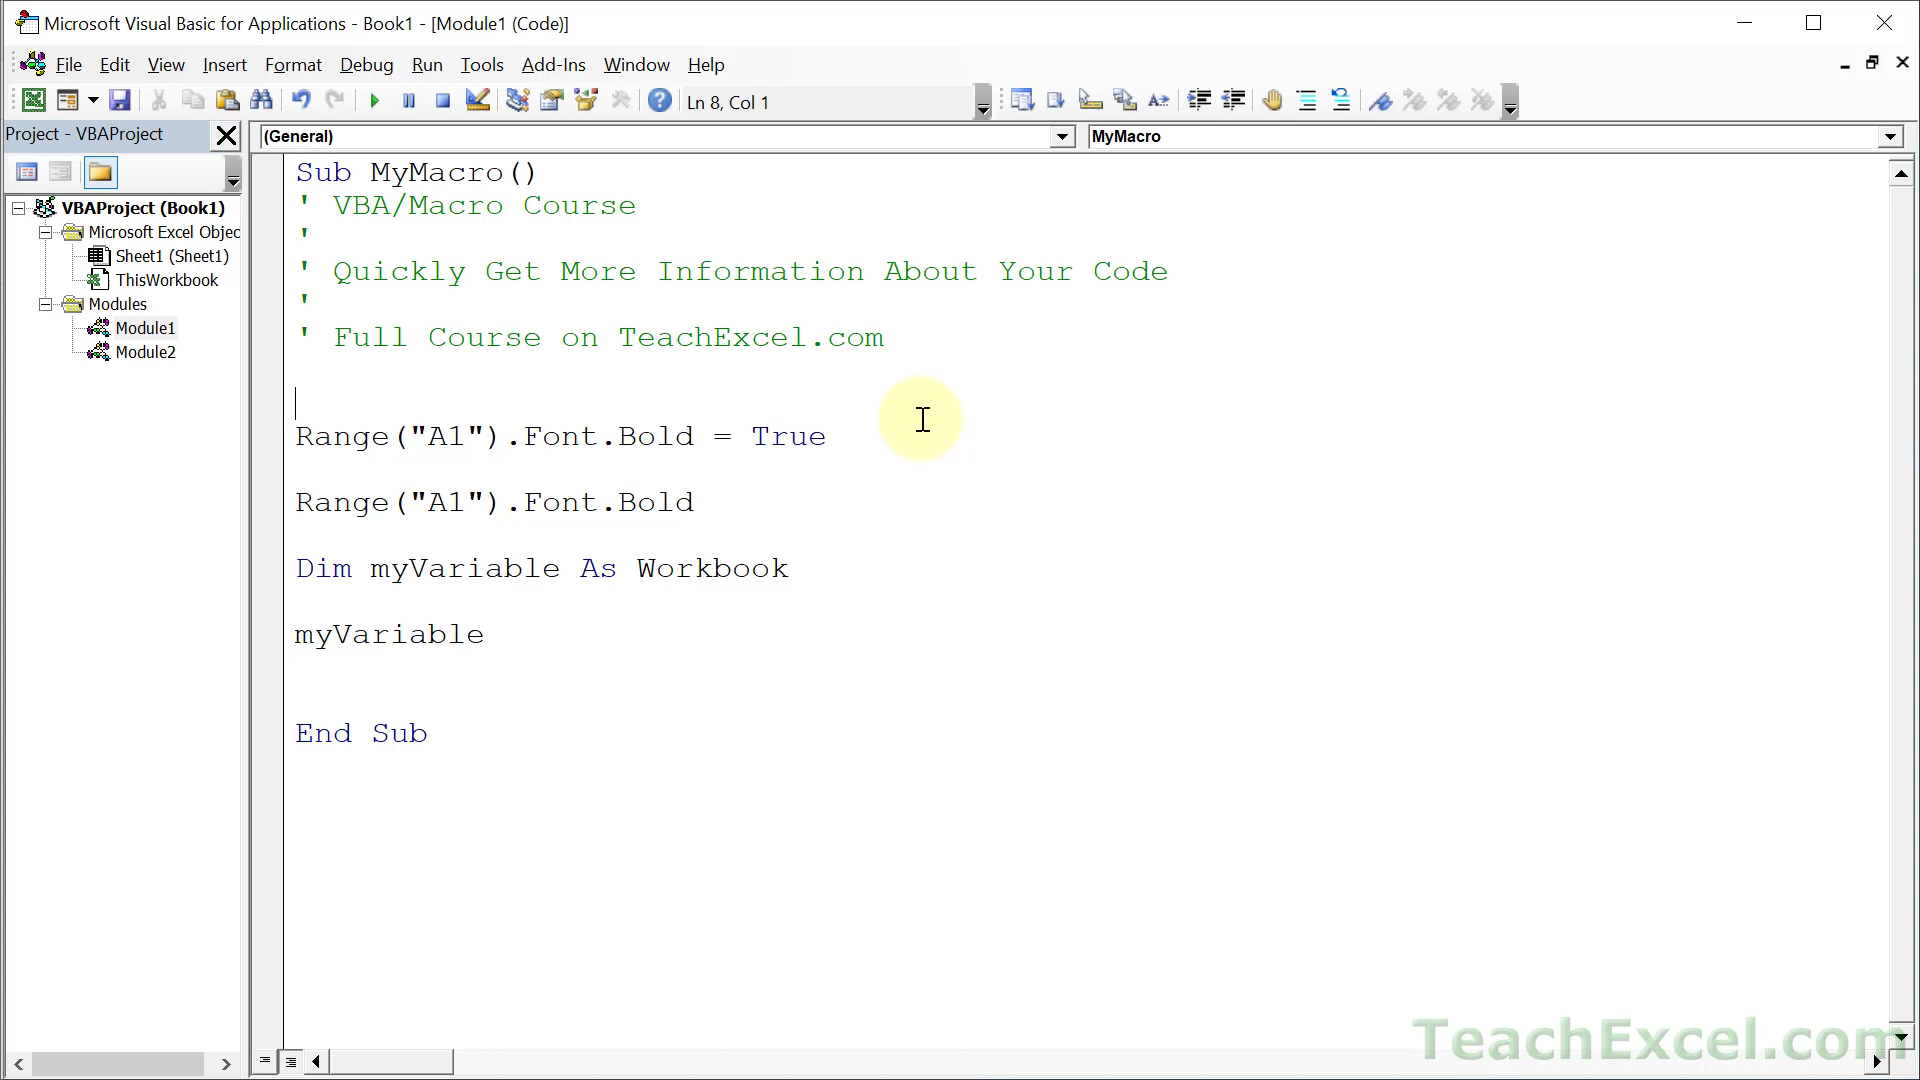 Microsoft Visual Basic for Applications - Book1 - [Module1 (Code)]
File Edit View Insert Format Debug Run Tools Add-Ins Window Help
Ln 8, Col 1
Project - VBAProject
(General)
MyMacro
VBAProject (Book1)
Microsoft Excel Objec
Sheet1 (Sheet1)
ThisWorkbook
Modules
Module1
Module2
Sub MyMacro()
' VBA/Macro Course
'
' Quickly Get More Information About Your Code
'
' Full Course on TeachExcel.com
Range("A1").Font.Bold = True
Range("A1").Font.Bold
Dim myVariable As Workbook
myVariable
End Sub
TeachExcel.com